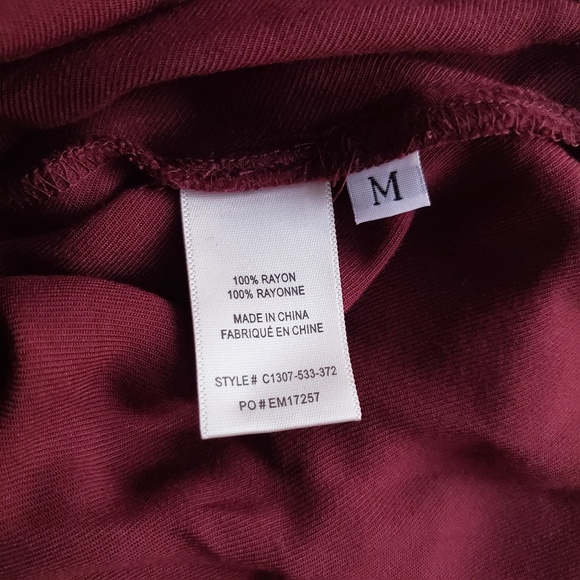 M
100% RAYON
100% RAYONNE
MADE IN CHINA
FABRIQUÉ EN CHINE
STYLE# C1307-533-372
PO#EM17257